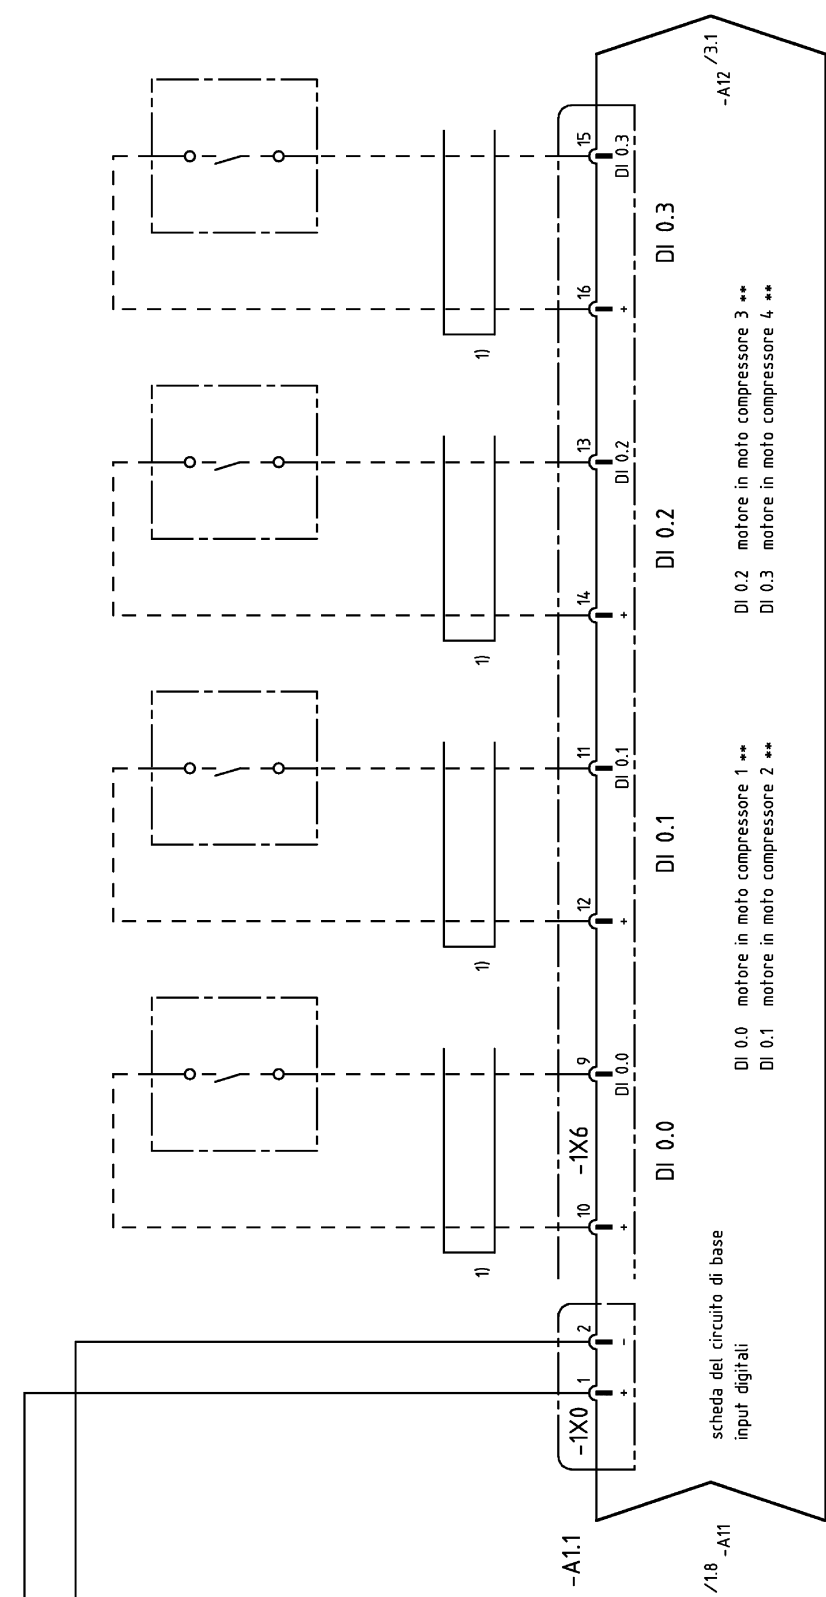 1)
1)
1)
1)
-A1.1
-1X0
1
2
10
-1X6
9
12
11
14
13
16
15
+
-
+
DI 0.0
+
DI 0.1
+
DI 0.2
+
DI 0.3
DI 0.0
DI 0.1
DI 0.2
DI 0.3
/1.8
-A11
scheda del circuito di base
input digitali
DI 0.0 motore in moto compressore 1 **
DI 0.1 motore in moto compressore 2 **
DI 0.2 motore in moto compressore 3 **
DI 0.3 motore in moto compressore 4 **
-A12
/3.1